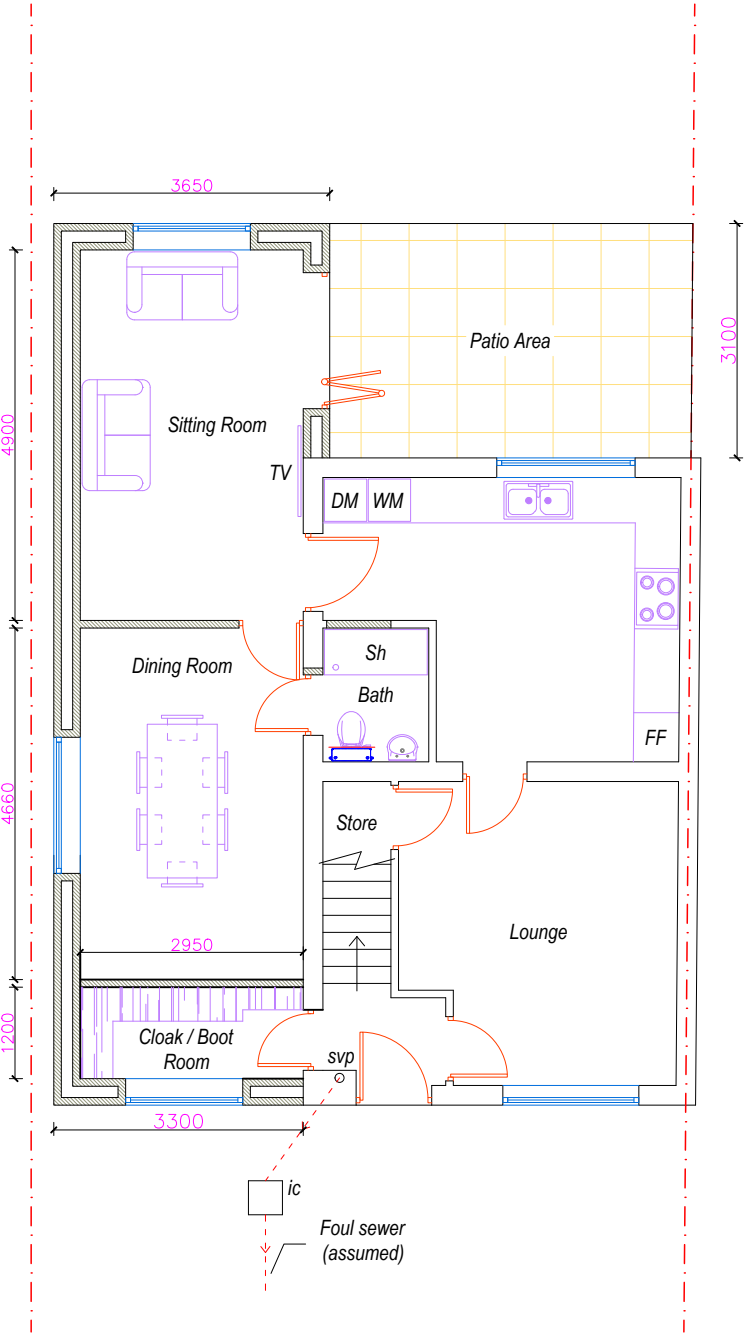 3650
3100
Patio Area
4900
Sitting Room
TV
DM
WM
Dining Room
Sh
Bath
FF
4660
Store
2950
Lounge
1200
Cloak / Boot
Room
svp
3300
ic
Foul sewer
(assumed)